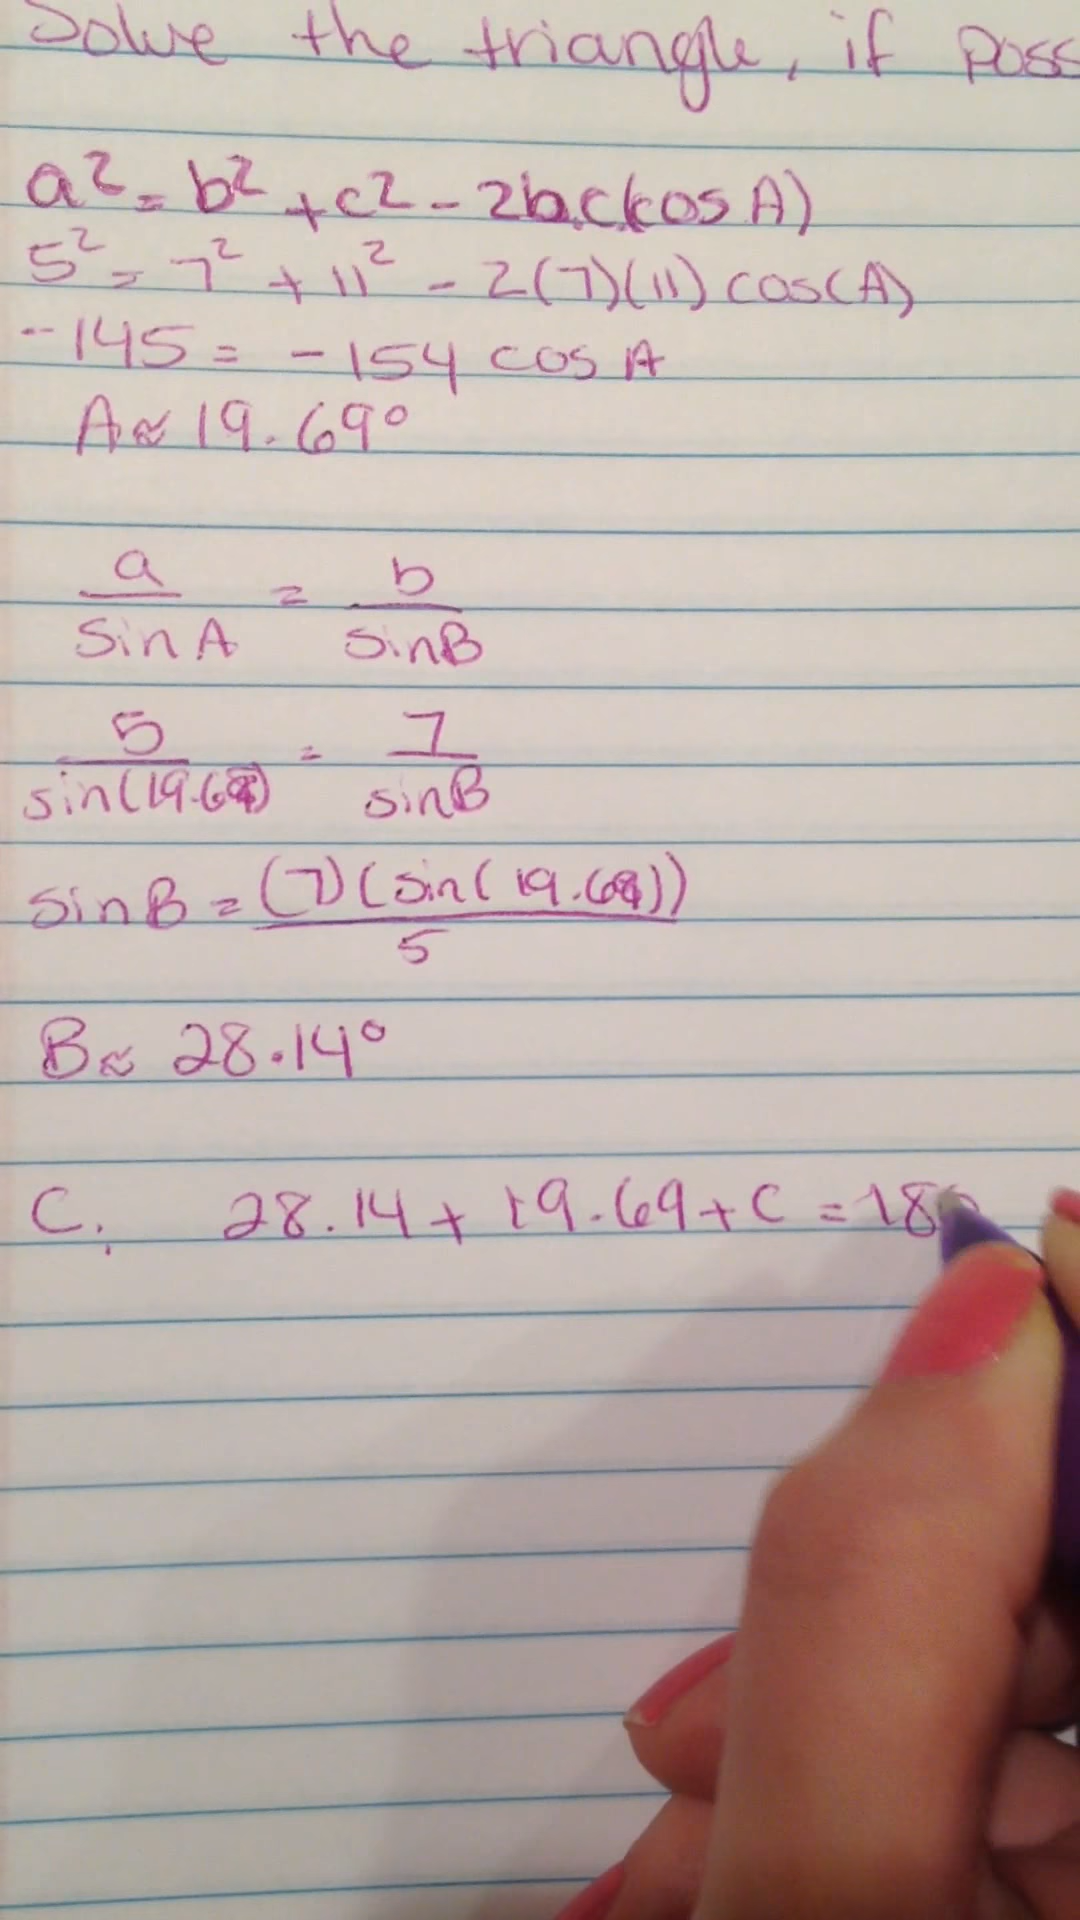 Solve the triangle, if poss
a² = b² + c² - 2bc(cos A)
5² = 7² + 11² - 2(7)(11) cos(A)
-145 = -154 cos A
A ≈ 19.69°
a/sin A = b/sin B
5/sin(19.69) = 7/sin B
sin B = (7)(sin(19.69))/5
B ≈ 28.14°
C. 28.14 + 19.69 + C = 180